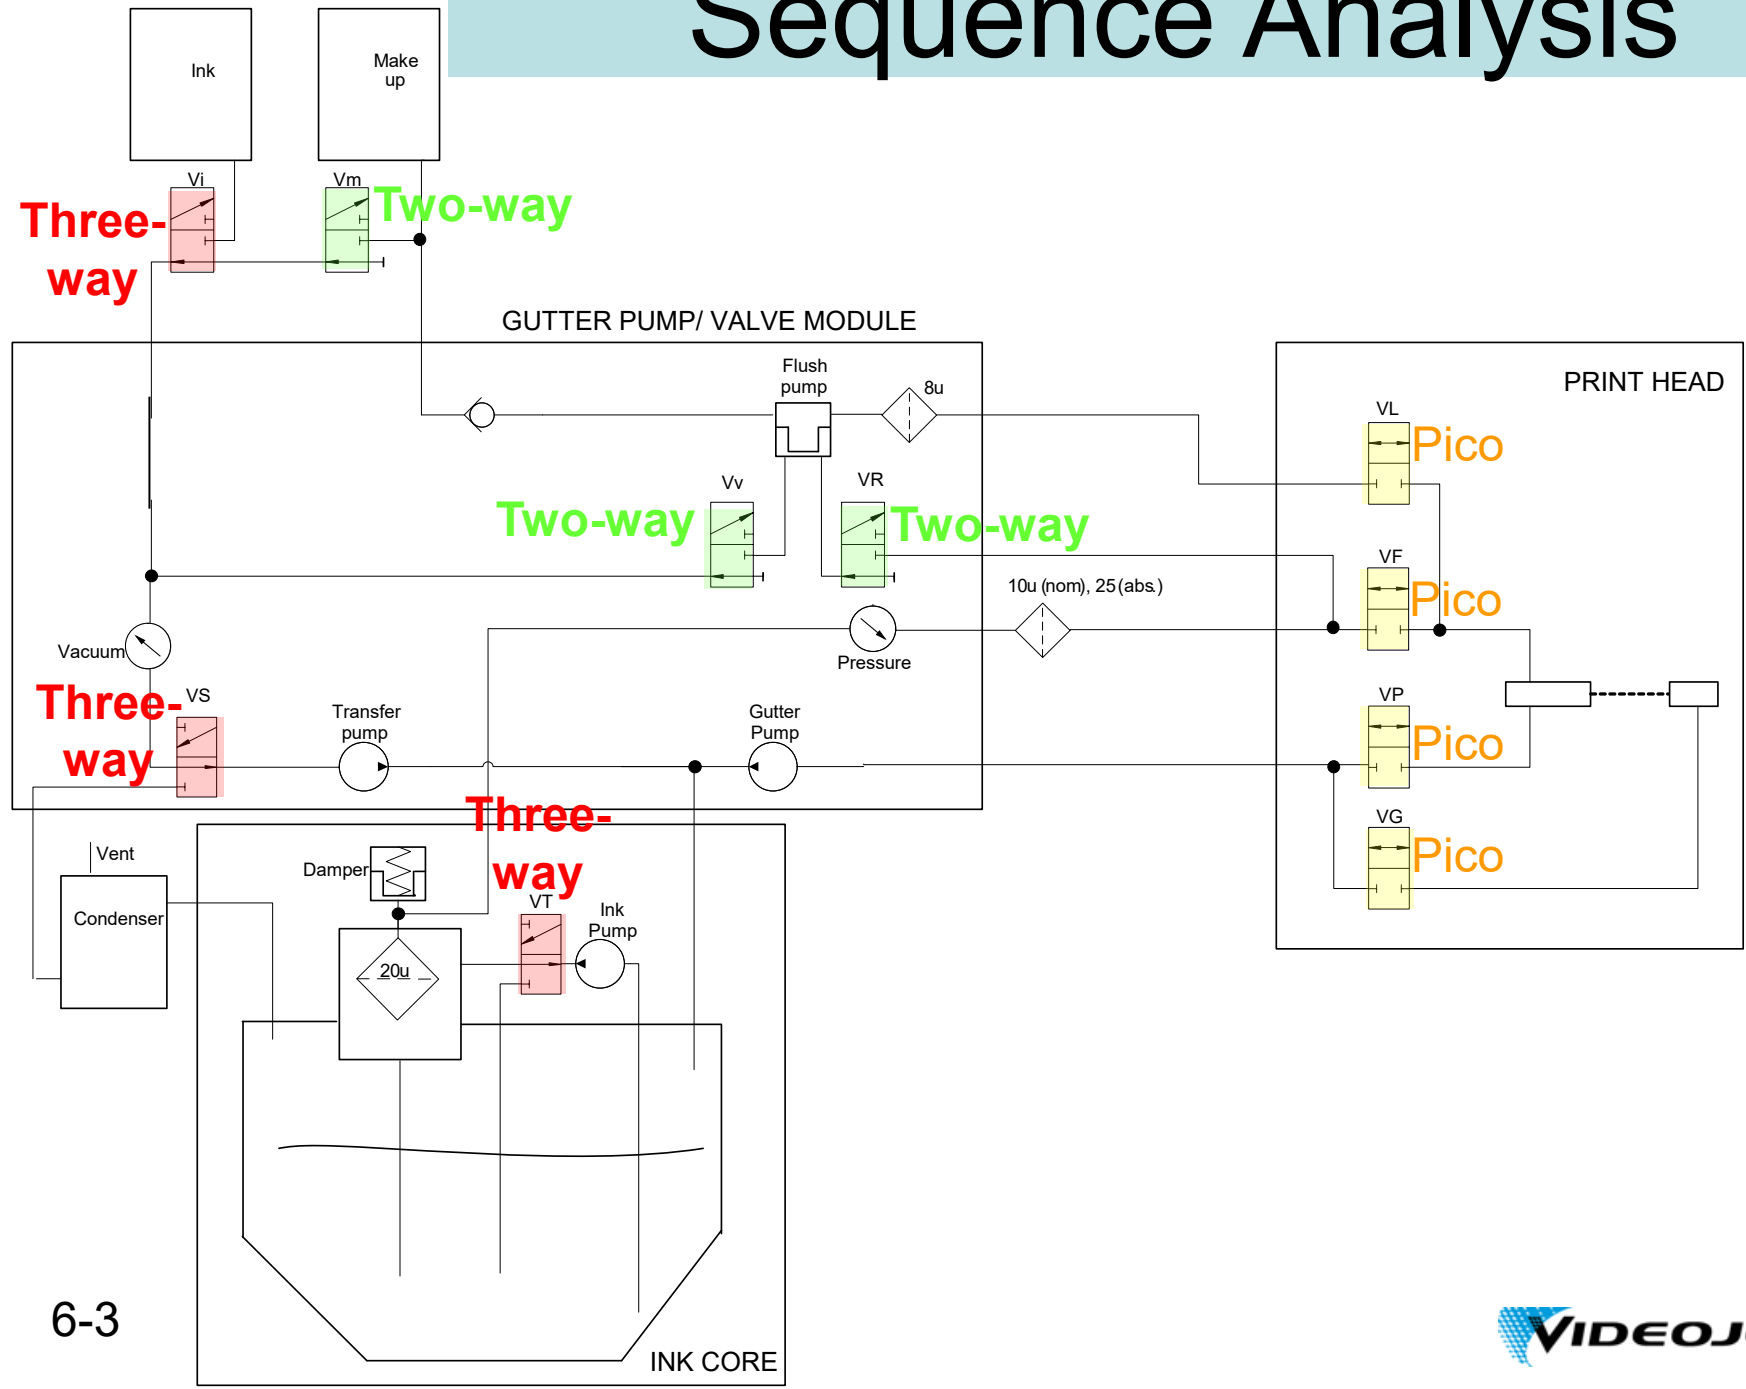 Sequence Analysis
Ink
Make
up
Vi
Vm
Three-
way
Two-way
GUTTER PUMP/ VALVE MODULE
Flush
pump
8u
PRINT HEAD
VL
Pico
Vv
VR
Two-way
Two-way
VF
Pico
10u (nom), 25 (abs.)
Vacuum
Pressure
Three-
way
VS
Transfer
pump
Gutter
Pump
VP
Pico
Three-
way
VG
Pico
Vent
Damper
Condenser
VT
Ink
Pump
20u
6-3
INK CORE
VIDEOJ